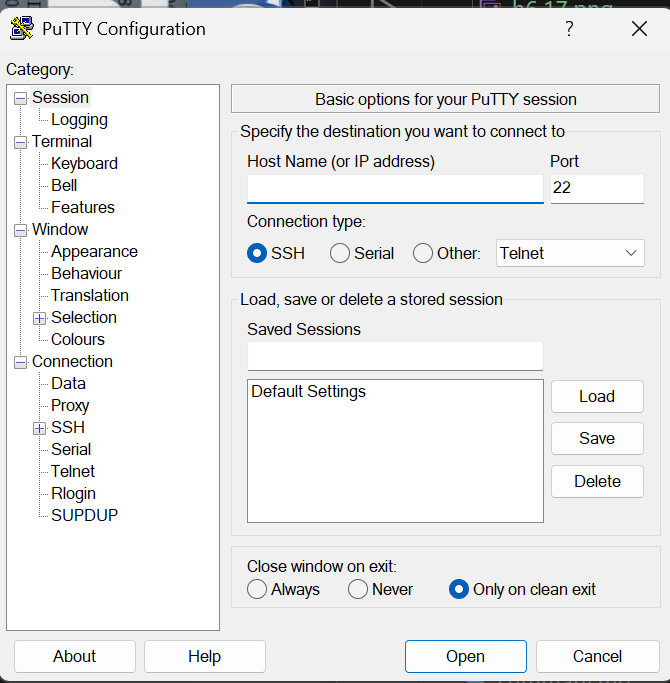 h6.17.png
PuTTY Configuration
?
Category:
Session
Logging
Terminal
Keyboard
Bell
Features
Window
Appearance
Behaviour
Translation
Selection
Colours
Connection
Data
Proxy
SSH
Serial
Telnet
Rlogin
SUPDUP
Basic options for your PuTTY session
Specify the destination you want to connect to
Host Name (or IP address) Port
22
Connection type:
SSH Serial Other: Telnet
Load, save or delete a stored session
Saved Sessions
Default Settings
Load
Save
Delete
Close window on exit:
Always Never Only on clean exit
About Help Open Cancel